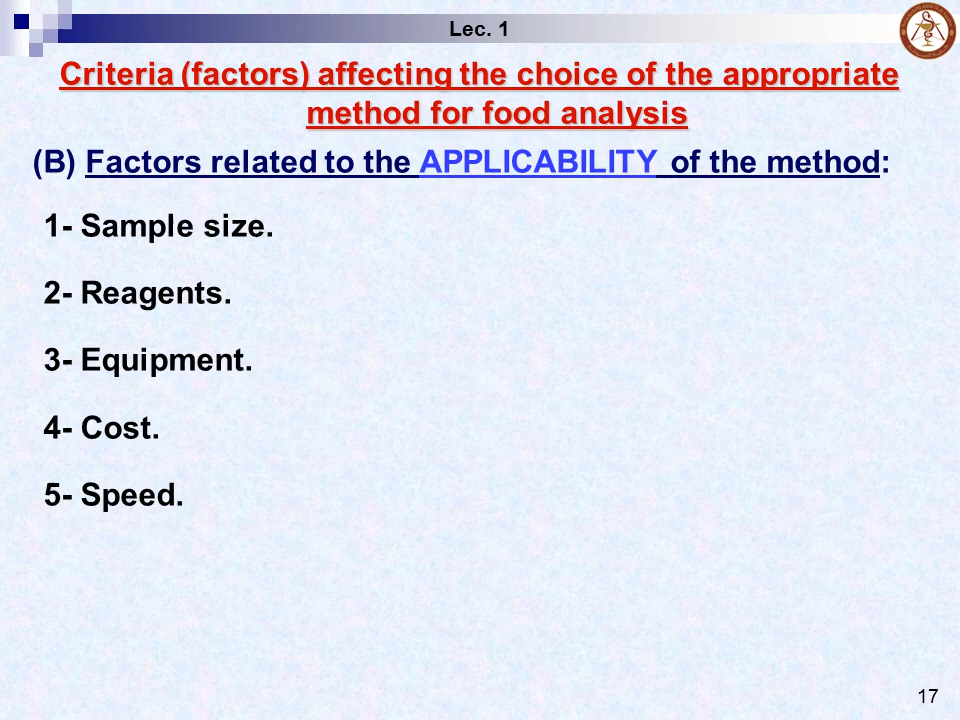 Lec. 1
Criteria (factors) affecting the choice of the appropriate
method for food analysis
(B) Factors related to the APPLICABILITY of the method:
1- Sample size.
2- Reagents.
3- Equipment.
4- Cost.
5- Speed.
17